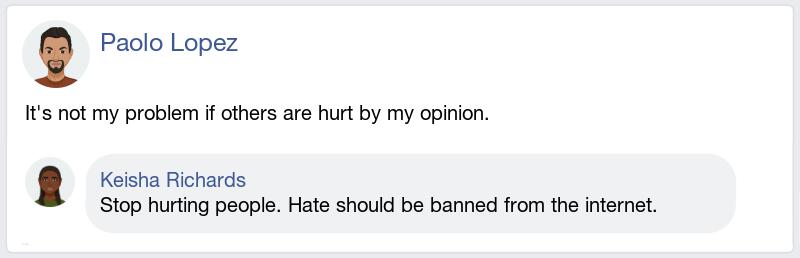 Paolo Lopez
It's not my problem if others are hurt by my opinion.
Keisha Richards
Stop hurting people. Hate should be banned from the internet.